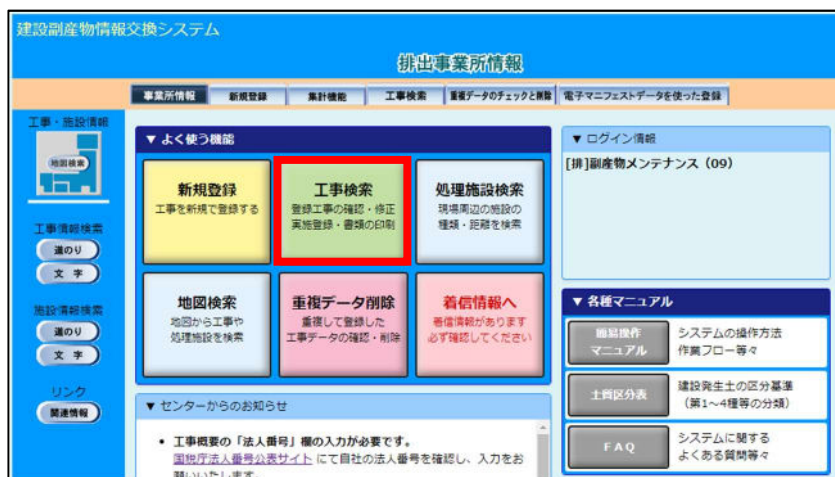 建設副産物情報交換システム
排出事業所情報
事業所情報 新規登録 集計機能 工事検索 重複データのチェックと削除 電子マニフェストデータを使った登録
工事・施設情報
地図検索
工事情報検索
道のり
文 字
施設情報検索
道のり
文 字
リンク
関連情報
▼ よく使う機能
新規登録
工事を新規で登録する
工事検索
登録工事の確認・修正
実施登録・書類の印刷
処理施設検索
現場周辺の施設の
種類・距離を検索
地図検索
地図から工事や
処理施設を検索
重複データ削除
重複して登録した
工事データの確認・削除
着信情報へ
着信情報があります
必ず確認してください
▼ センターからのお知らせ
• 工事概要の「法人番号」欄の入力が必要です。
国税庁法人番号公表サイト にて自社の法人番号を確認し、入力をお
願いいたします。
▼ ログイン情報
[排]副産物メンテナンス（09）
▼ 各種マニュアル
簡易操作
マニュアル
システムの操作方法
作業フロー等々
土質区分表
建設発生土の区分基準
（第1～4種等の分類）
FAQ
システムに関する
よくある質問等々